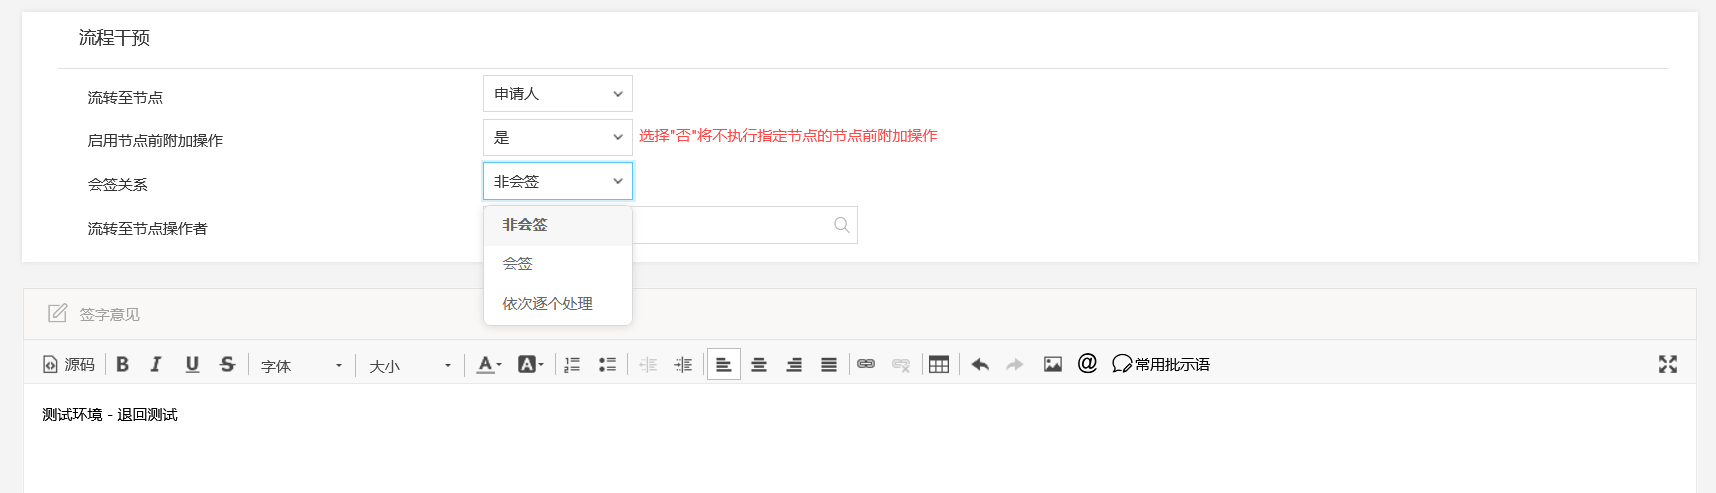 流程干预
流转至节点 申请人
启用节点前附加操作 是 选择"否"将不执行指定节点的节点前附加操作
会签关系 非会签
流转至节点操作者
非会签
会签
依次逐个处理
签字意见
源码 B I U S 字体 大小 A A @ 常用批示语
测试环境 - 退回测试